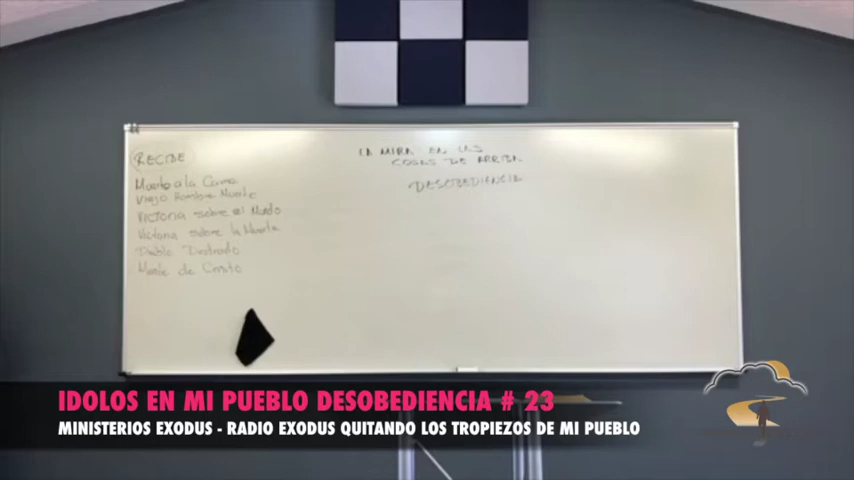 RECIBE
Muerto a la Carne
Viejo Hombre Muerto
Victoria sobre el Miedo
Victoria sobre la Muerte
Diablo Destruido
Mente de Cristo
LA MIRA EN LAS
COSAS DE ARRIBA
DESOBEDIENCIA
IDOLOS EN MI PUEBLO DESOBEDIENCIA # 23
MINISTERIOS EXODUS - RADIO EXODUS QUITANDO LOS TROPIEZOS DE MI PUEBLO